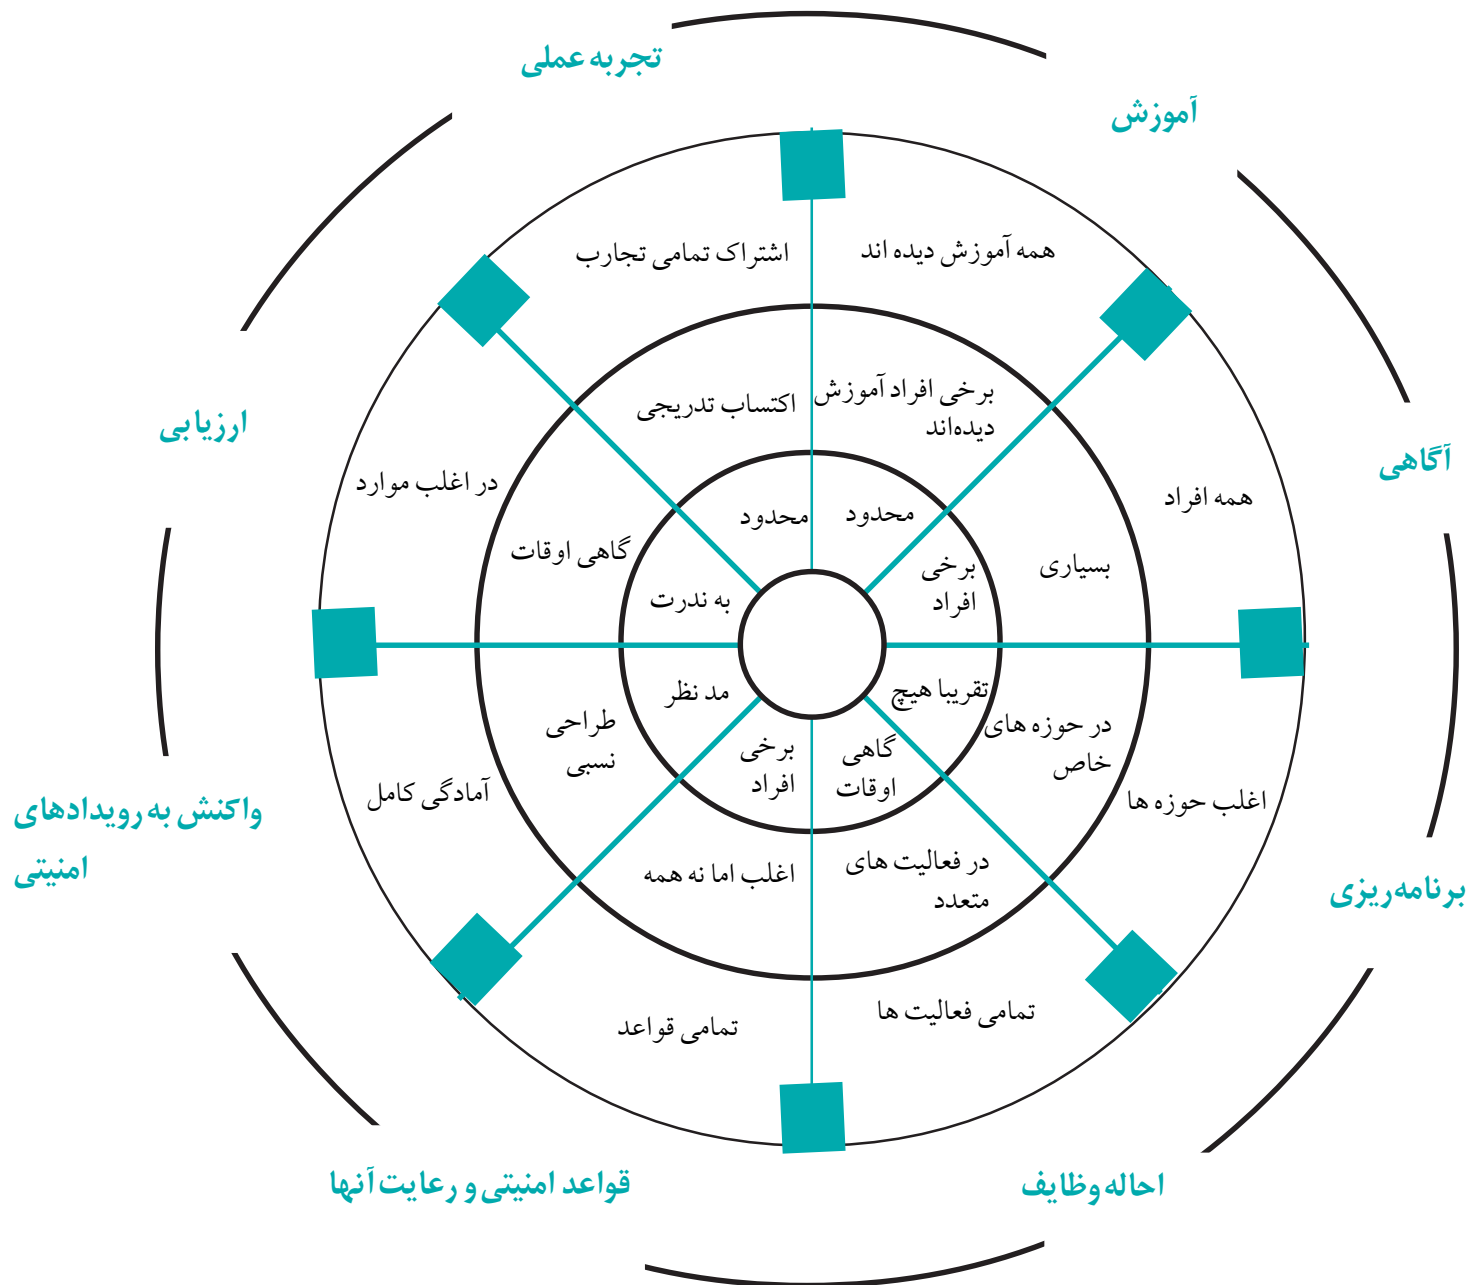 تجربه عملی
آموزش
همه آموزش دیده اند
اشتراک تمامی تجارب
برخی افراد آموزش
دیده‌اند
اکتساب تدریجی
ارزیابی
آگاهی
همه افراد
در اغلب موارد
محدود
محدود
گاهی اوقات
بسیاری
برخی
افراد
به ندرت
تقریبا هیچ
مد نظر
در حوزه های
خاص
طراحی
نسبی
گاهی
اوقات
برخی
افراد
اغلب حوزه ها
آمادگی کامل
واکنش به رویدادهای
امنیتی
برنامه‌ریزی
در فعالیت های
متعدد
اغلب اما نه همه
تمامی فعالیت ها
تمامی قواعد
احاله وظایف
قواعد امنیتی و رعایت آنها